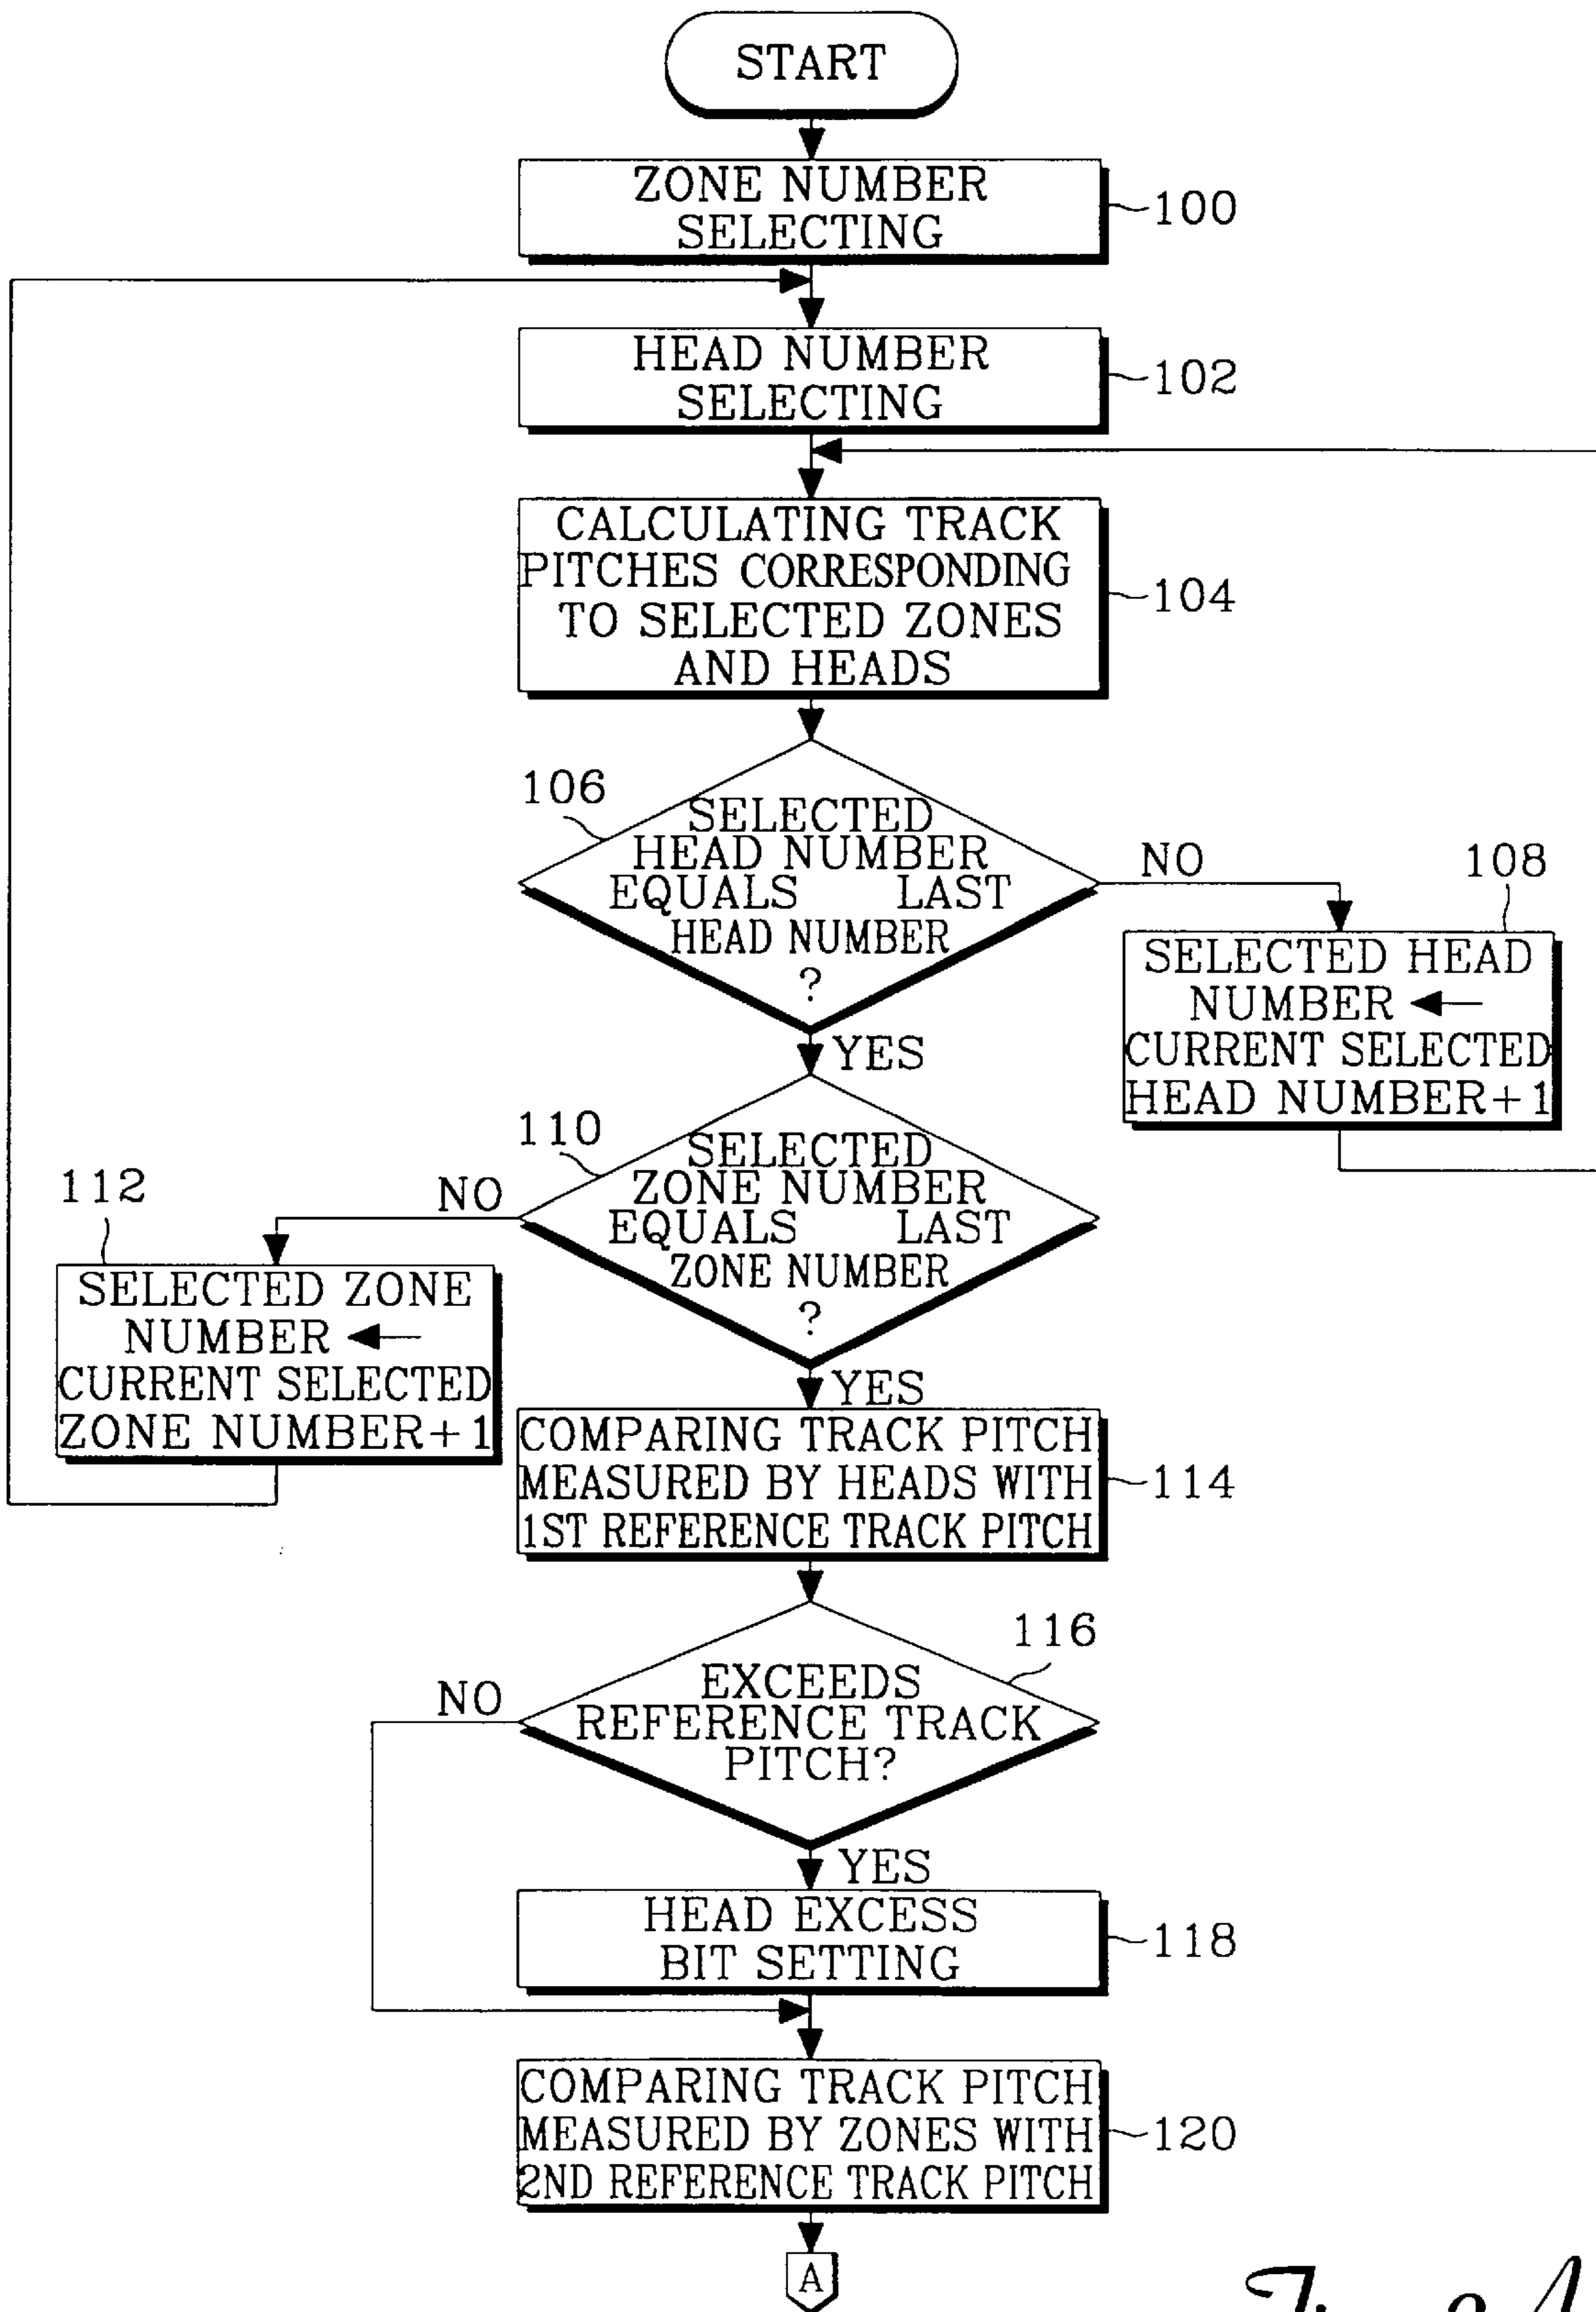 START
ZONE NUMBER
SELECTING
100
HEAD NUMBER
SELECTING
102
CALCULATING TRACK
PITCHES CORRESPONDING
TO SELECTED ZONES
AND HEADS
104
106
SELECTED
HEAD NUMBER
EQUALS LAST
HEAD NUMBER
?
NO
108
SELECTED HEAD
NUMBER ←
CURRENT SELECTED
HEAD NUMBER+1
YES
110
SELECTED
ZONE NUMBER
EQUALS LAST
ZONE NUMBER
?
NO
112
SELECTED ZONE
NUMBER ←
CURRENT SELECTED
ZONE NUMBER+1
YES
COMPARING TRACK PITCH
MEASURED BY HEADS WITH
1ST REFERENCE TRACK PITCH
114
116
EXCEEDS
REFERENCE TRACK
PITCH?
NO
YES
HEAD EXCESS
BIT SETTING
118
COMPARING TRACK PITCH
MEASURED BY ZONES WITH
2ND REFERENCE TRACK PITCH
120
A